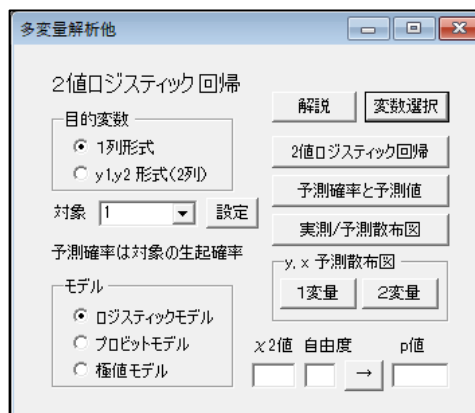 多変量解析他
2値ロジスティック回帰
解説 変数選択
目的変数
1列形式
y1,y2 形式(2列)
2値ロジスティック回帰
予測確率と予測値
対象 1 設定
実測/予測散布図
予測確率は対象の生起確率
y, x 予測散布図
1変量 2変量
モデル
ロジスティックモデル
プロビットモデル
極値モデル
χ2値 自由度 p値
→